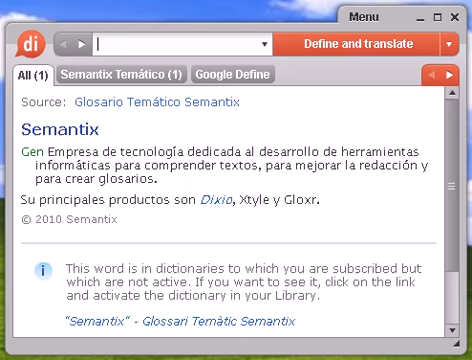 Menu
di
Define and translate
All (1)
Semantix Temático (1)
Google Define
Source: Glosario Temático Semantix
Semantix
Gen Empresa de tecnología dedicada al desarrollo de herramientas
informáticas para comprender textos, para mejorar la redacción y
para crear glosarios.
Su principales productos son Dixio, Xtyle y Gloxr.
© 2010 Semantix
i
This word is in dictionaries to which you are subscribed but
which are not active. If you want to see it, click on the link
and activate the dictionary in your Library.
"Semantix" - Glossari Temàtic Semantix